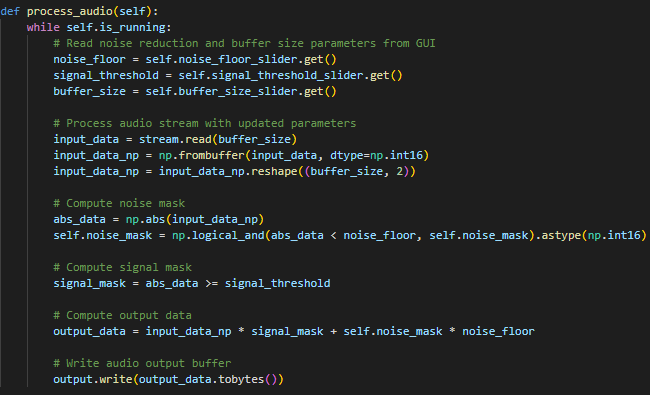 def process_audio(self):
    while self.is_running:
        # Read noise reduction and buffer size parameters from GUI
        noise_floor = self.noise_floor_slider.get()
        signal_threshold = self.signal_threshold_slider.get()
        buffer_size = self.buffer_size_slider.get()

        # Process audio stream with updated parameters
        input_data = stream.read(buffer_size)
        input_data_np = np.frombuffer(input_data, dtype=np.int16)
        input_data_np = input_data_np.reshape((buffer_size, 2))

        # Compute noise mask
        abs_data = np.abs(input_data_np)
        self.noise_mask = np.logical_and(abs_data < noise_floor, self.noise_mask).astype(np.int16)

        # Compute signal mask
        signal_mask = abs_data >= signal_threshold

        # Compute output data
        output_data = input_data_np * signal_mask + self.noise_mask * noise_floor

        # Write audio output buffer
        output.write(output_data.tobytes())